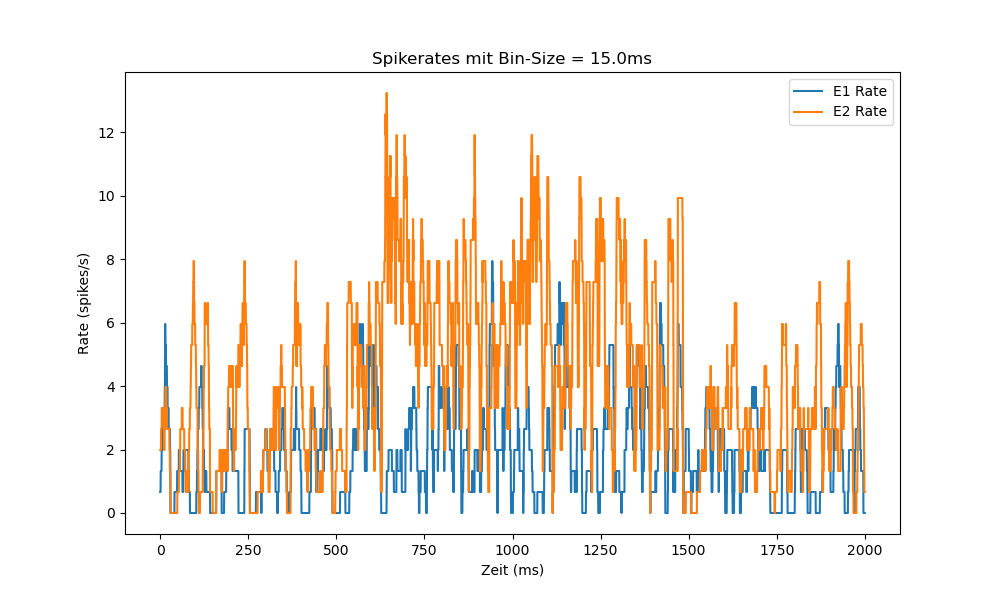 Spikerates mit Bin-Size = 15.0ms
E1 Rate
E2 Rate
Rate (spikes/s)
12
10
8
6
4
2
0
0 250 500 750 1000 1250 1500 1750 2000
Zeit (ms)